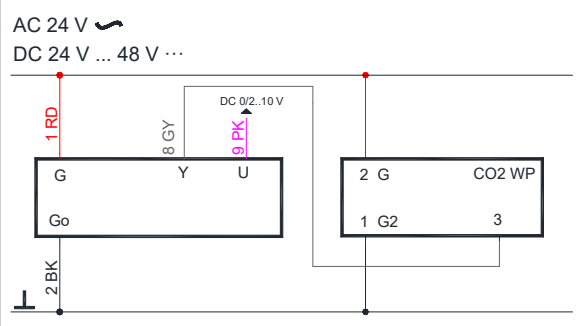 AC 24 V
DC 24 V ... 48 V
DC 0/2..10 V
1 RD
8 GY
9 PK
G
Y
U
2 G
CO2 WP
Go
1 G2
3
2 BK